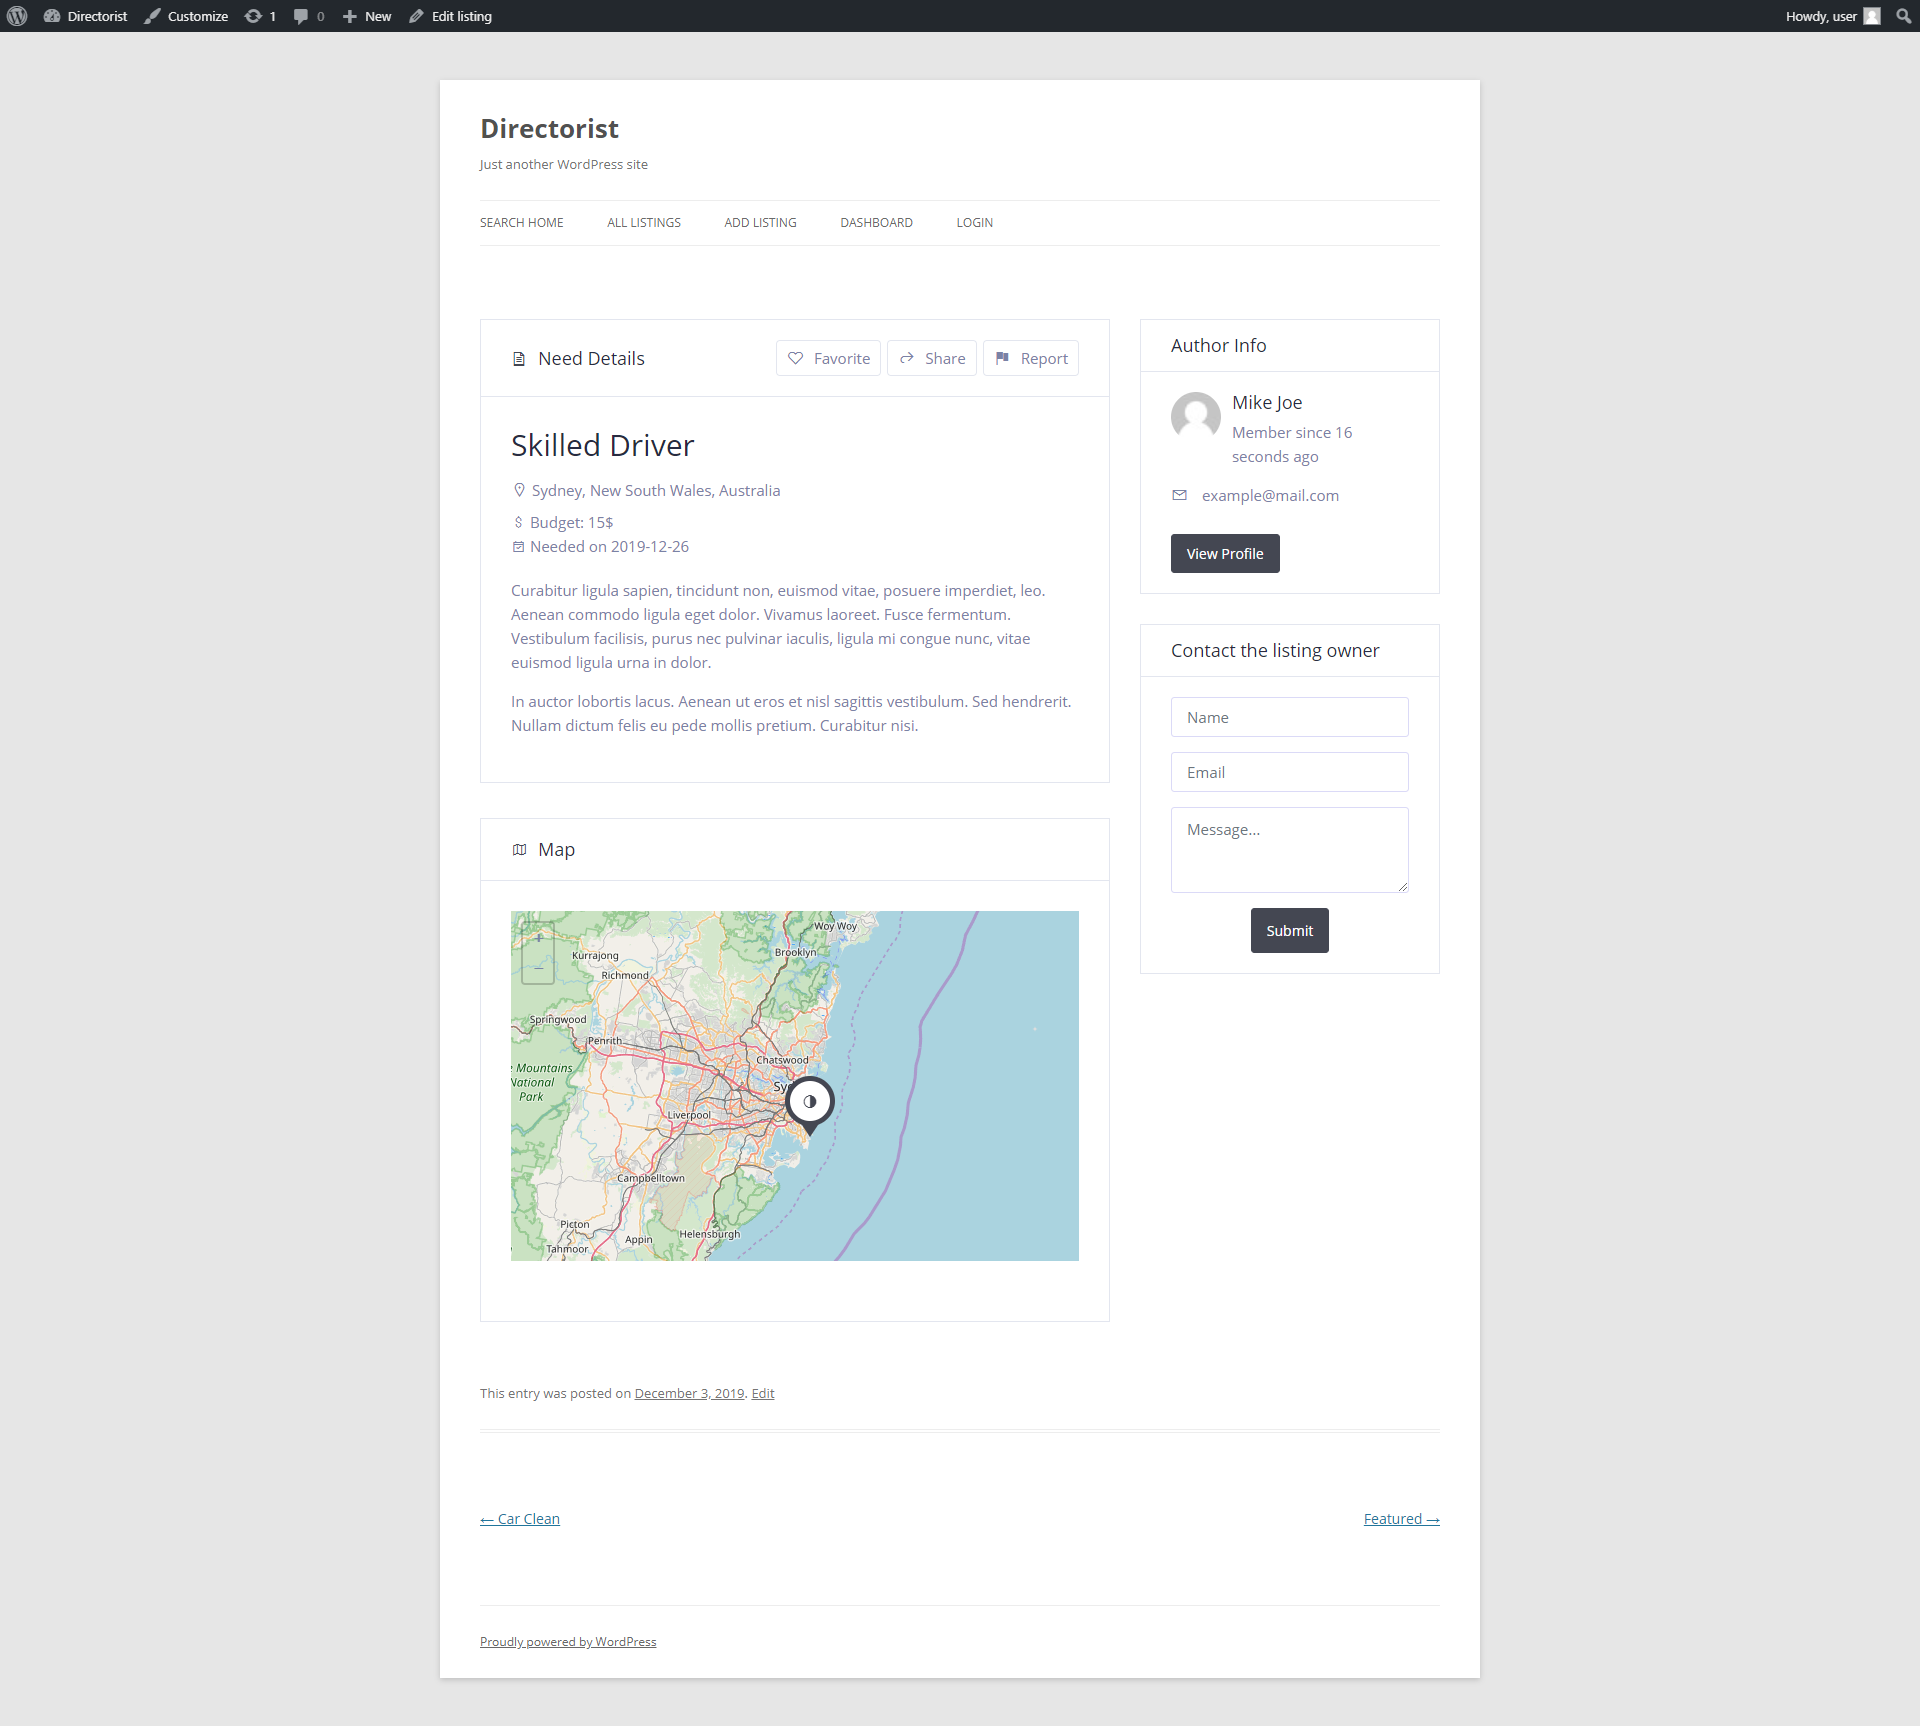 Directorist Customize 1 0 New Edit listing Howdy, user
Directorist
Just another WordPress site
SEARCH HOME ALL LISTINGS ADD LISTING DASHBOARD LOGIN
Need Details Favorite Share Report
Skilled Driver
Sydney, New South Wales, Australia
Budget: 15$
Needed on 2019-12-26
Curabitur ligula sapien, tincidunt non, euismod vitae, posuere imperdiet, leo.
Aenean commodo ligula eget dolor. Vivamus laoreet. Fusce fermentum.
Vestibulum facilisis, purus nec pulvinar iaculis, ligula mi congue nunc, vitae
euismod ligula urna in dolor.
In auctor lobortis lacus. Aenean ut eros et nisl sagittis vestibulum. Sed hendrerit.
Nullam dictum felis eu pede mollis pretium. Curabitur nisi.
Author Info
Mike Joe
Member since 16
seconds ago
example@mail.com
View Profile
Contact the listing owner
Name
Email
Message...
Submit
Map
+
−
Woy Woy
Brooklyn
Kurrajong
Richmond
Springwood
Penrith
Chatswood
e Mountains
National
Park
Syd
Liverpool
Campbelltown
Picton
Helensburgh
Appin
Tahmoor
This entry was posted on December 3, 2019. Edit
← Car Clean Featured →
Proudly powered by WordPress